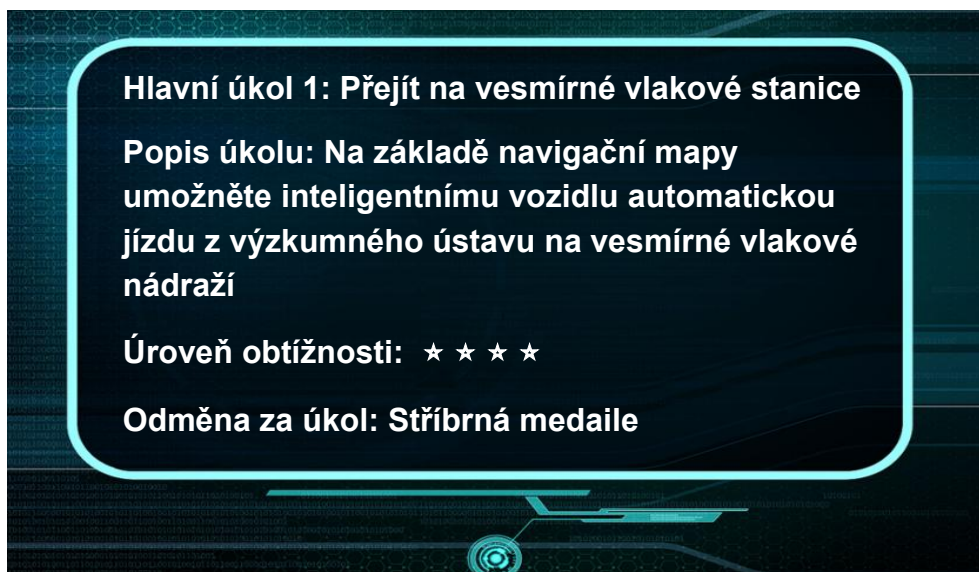 Hlavní úkol 1: Přejít na vesmírné vlakové stanice
Popis úkolu: Na základě navigační mapy
umožněte inteligentnímu vozidlu automatickou
jízdu z výzkumného ústavu na vesmírné vlakové
nádraží
Úroveň obtížnosti: ★ ★ ★ ★
Odměna za úkol: Stříbrná medaile